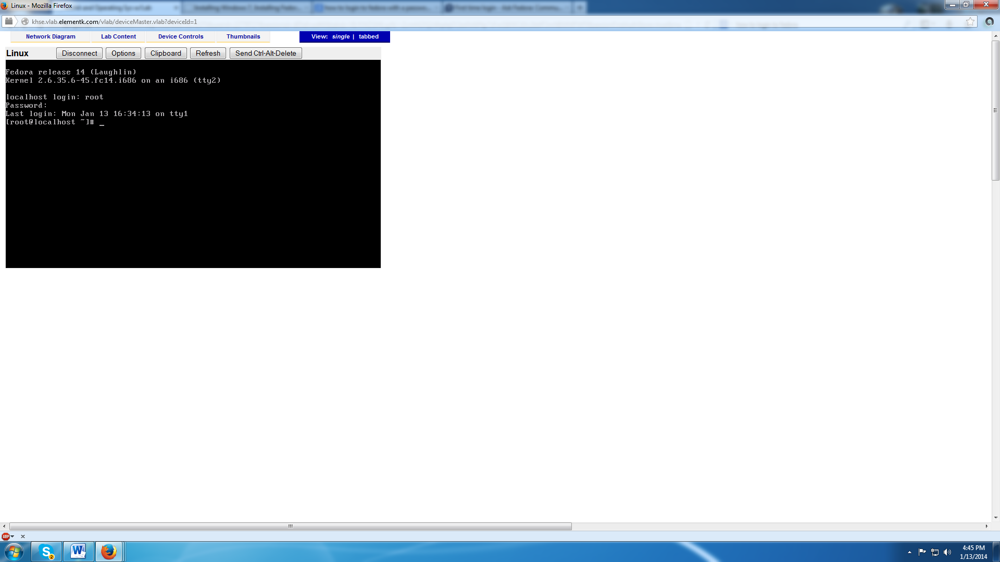 Linux - Mozilla Firefox
khse.vlab.elementk.com/vlab/deviceMaster.vlab?deviceId=1
Network Diagram Lab Content Device Controls Thumbnails View: single | tabbed
Linux Disconnect Options Clipboard Refresh Send Ctrl-Alt-Delete
Fedora release 14 (Laughlin)
Kernel 2.6.35.6-45.fc14.i686 on an i686 (tty2)
localhost login: root
Password:
Last login: Mon Jan 13 16:34:13 on tty1
[root@localhost ~]# _
ABP
S 2 W
4:45 PM
1/13/2014